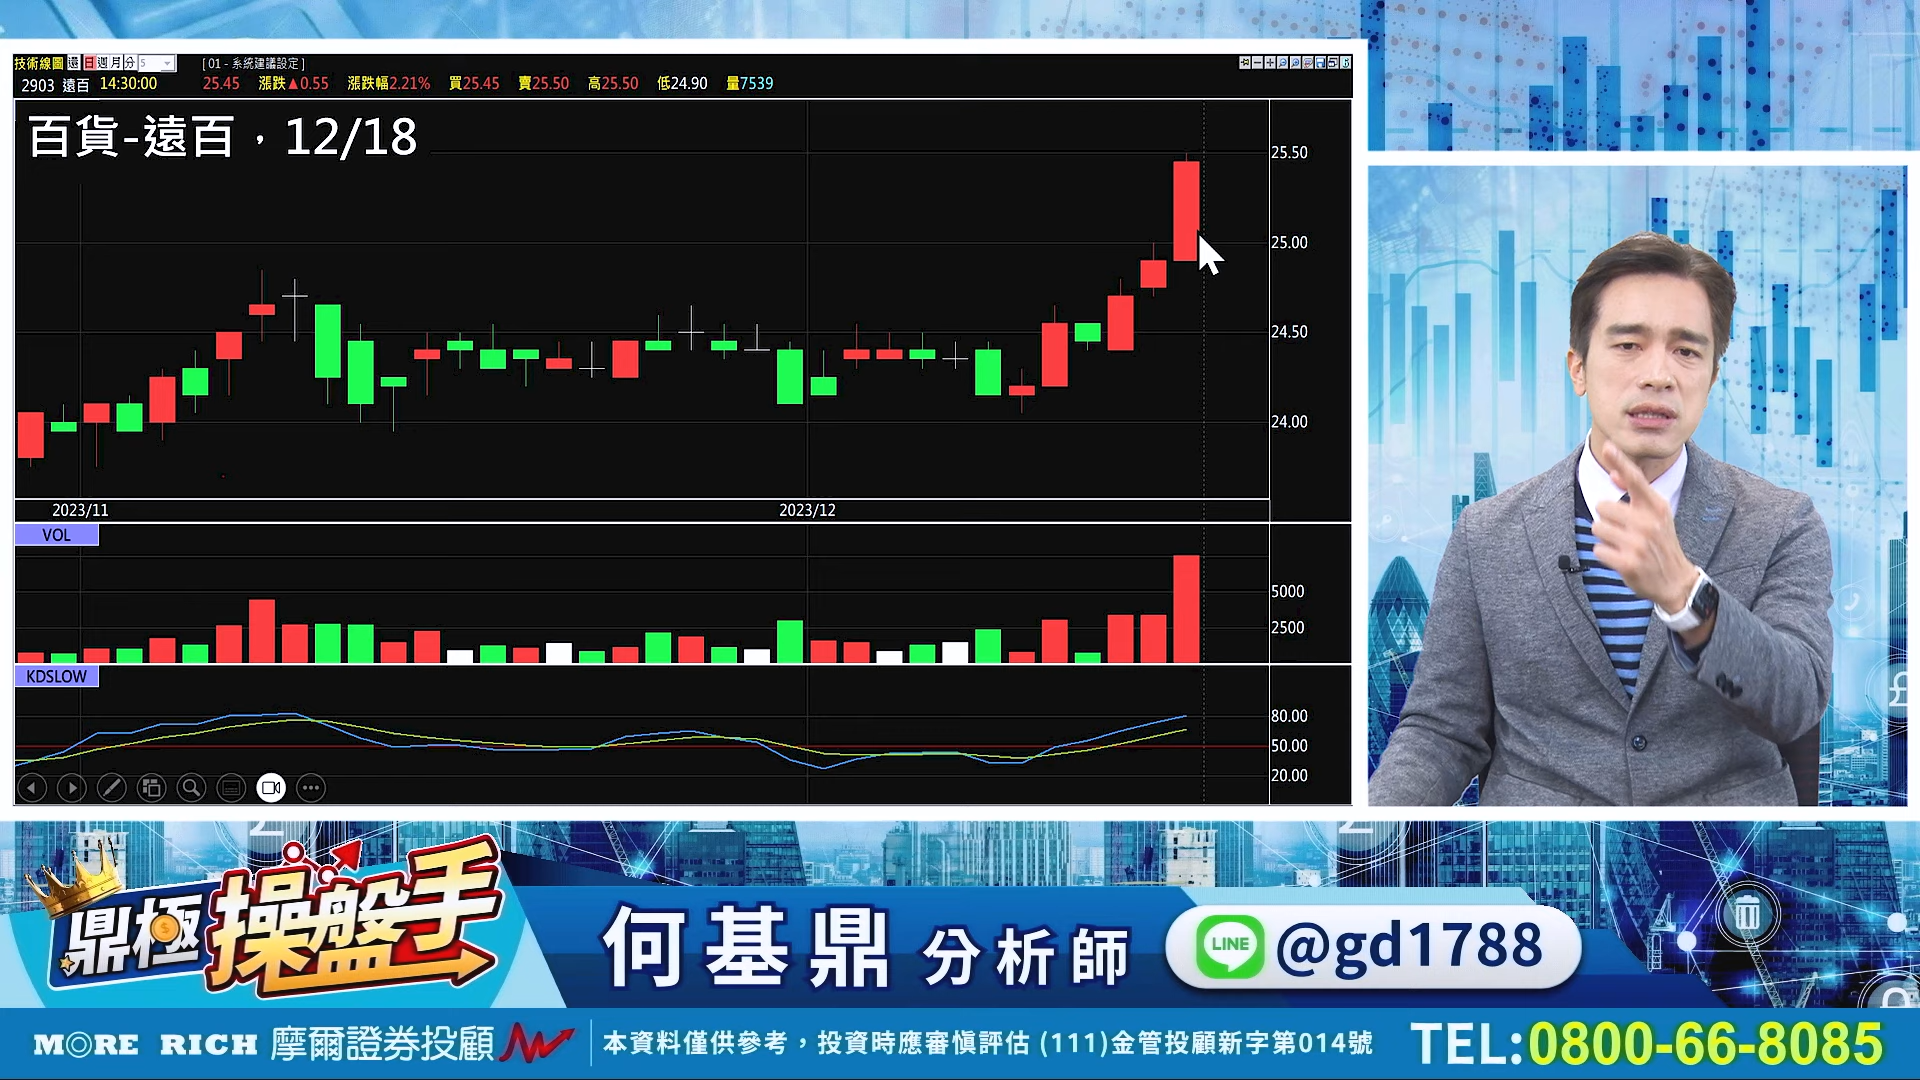 技術線圖 還 日 週 月 分 5 [ 01 - 系統建議設定 ]
2903 遠百 14:30:00 25.45 漲跌▲0.55 漲跌幅2.21% 買25.45 賣25.50 高25.50 低24.90 量7539
百貨-遠百，12/18
25.50
25.00
24.50
24.00
2023/11 2023/12
VOL
5000
2500
KDSLOW
80.00
50.00
20.00
鼎極操盤手
何基鼎 分析師 LINE @gd1788
MORE RICH 摩爾證券投顧 本資料僅供參考，投資時應審慎評估 (111)金管投顧新字第014號 TEL:0800-66-8085